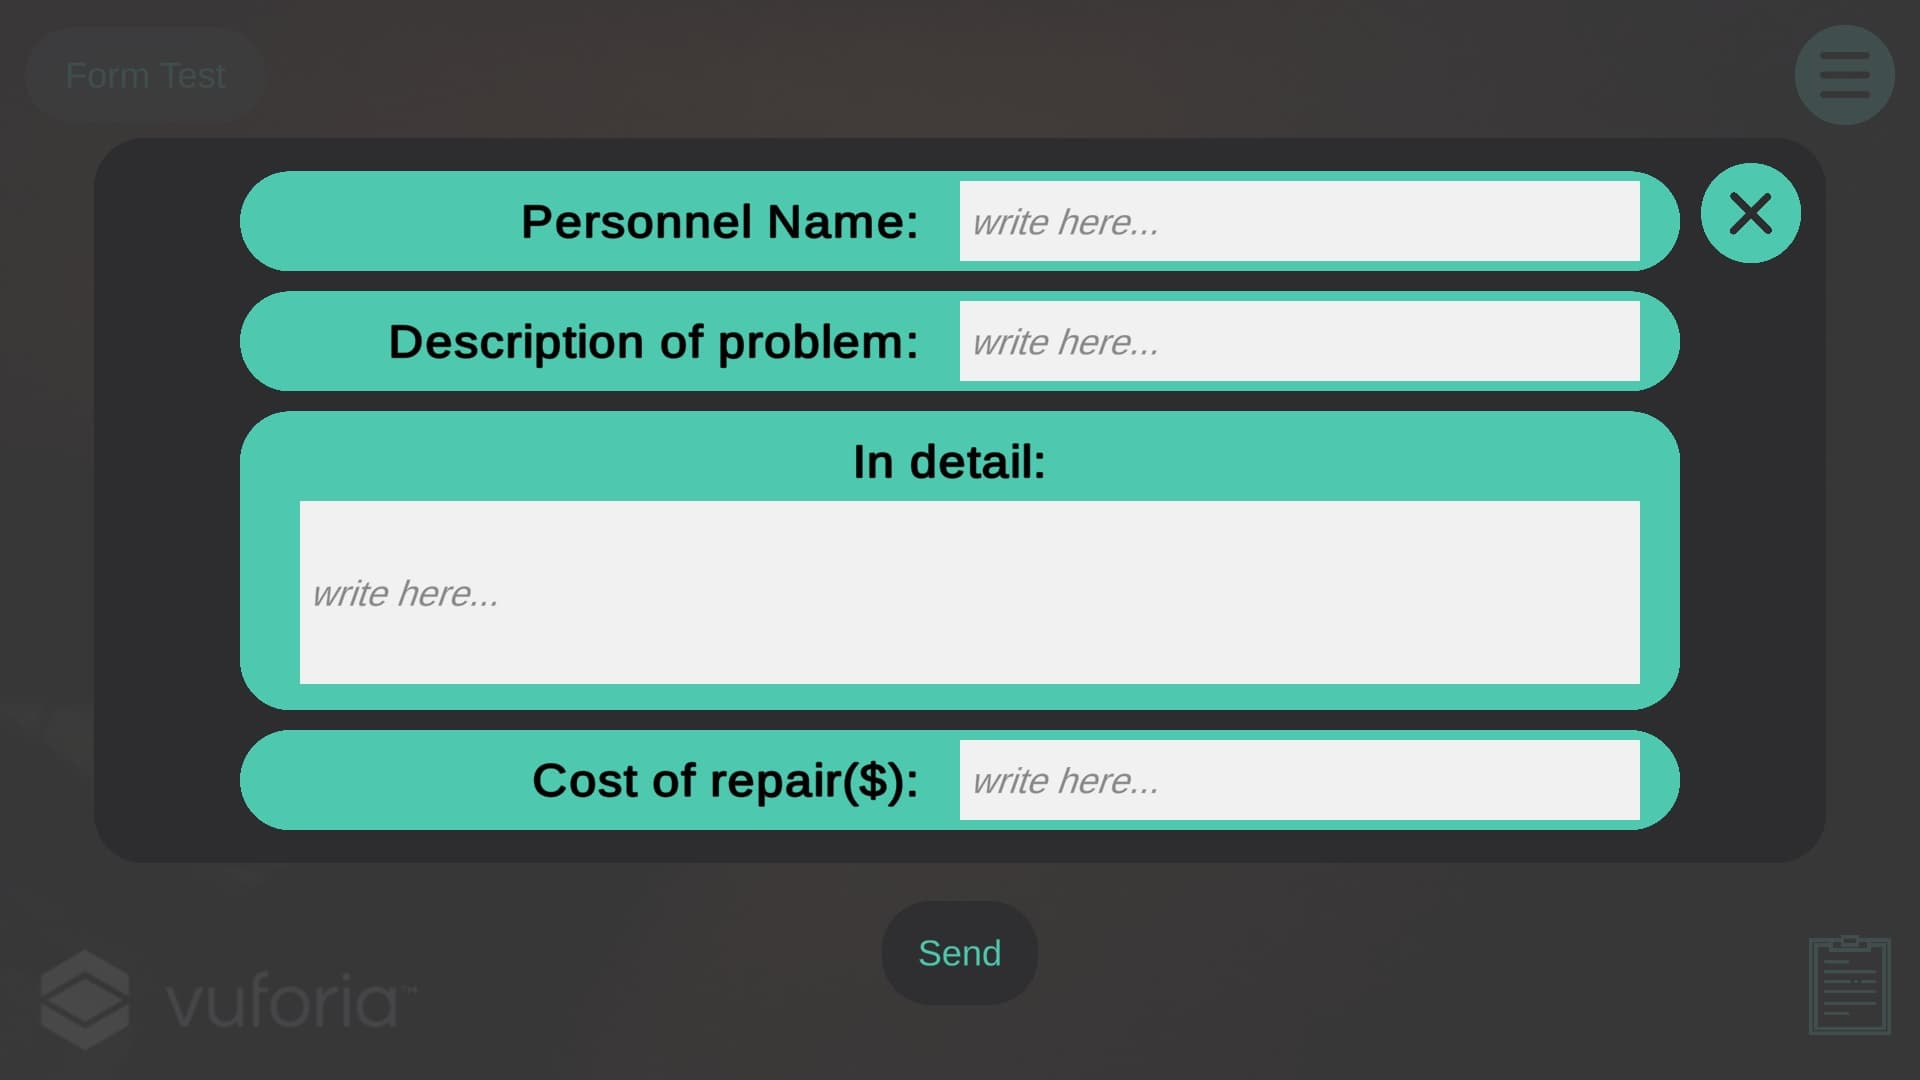 Form Test
Personnel Name:
write here...
Description of problem:
write here...
In detail:
write here...
Cost of repair($):
write here...
Send
vuforia™